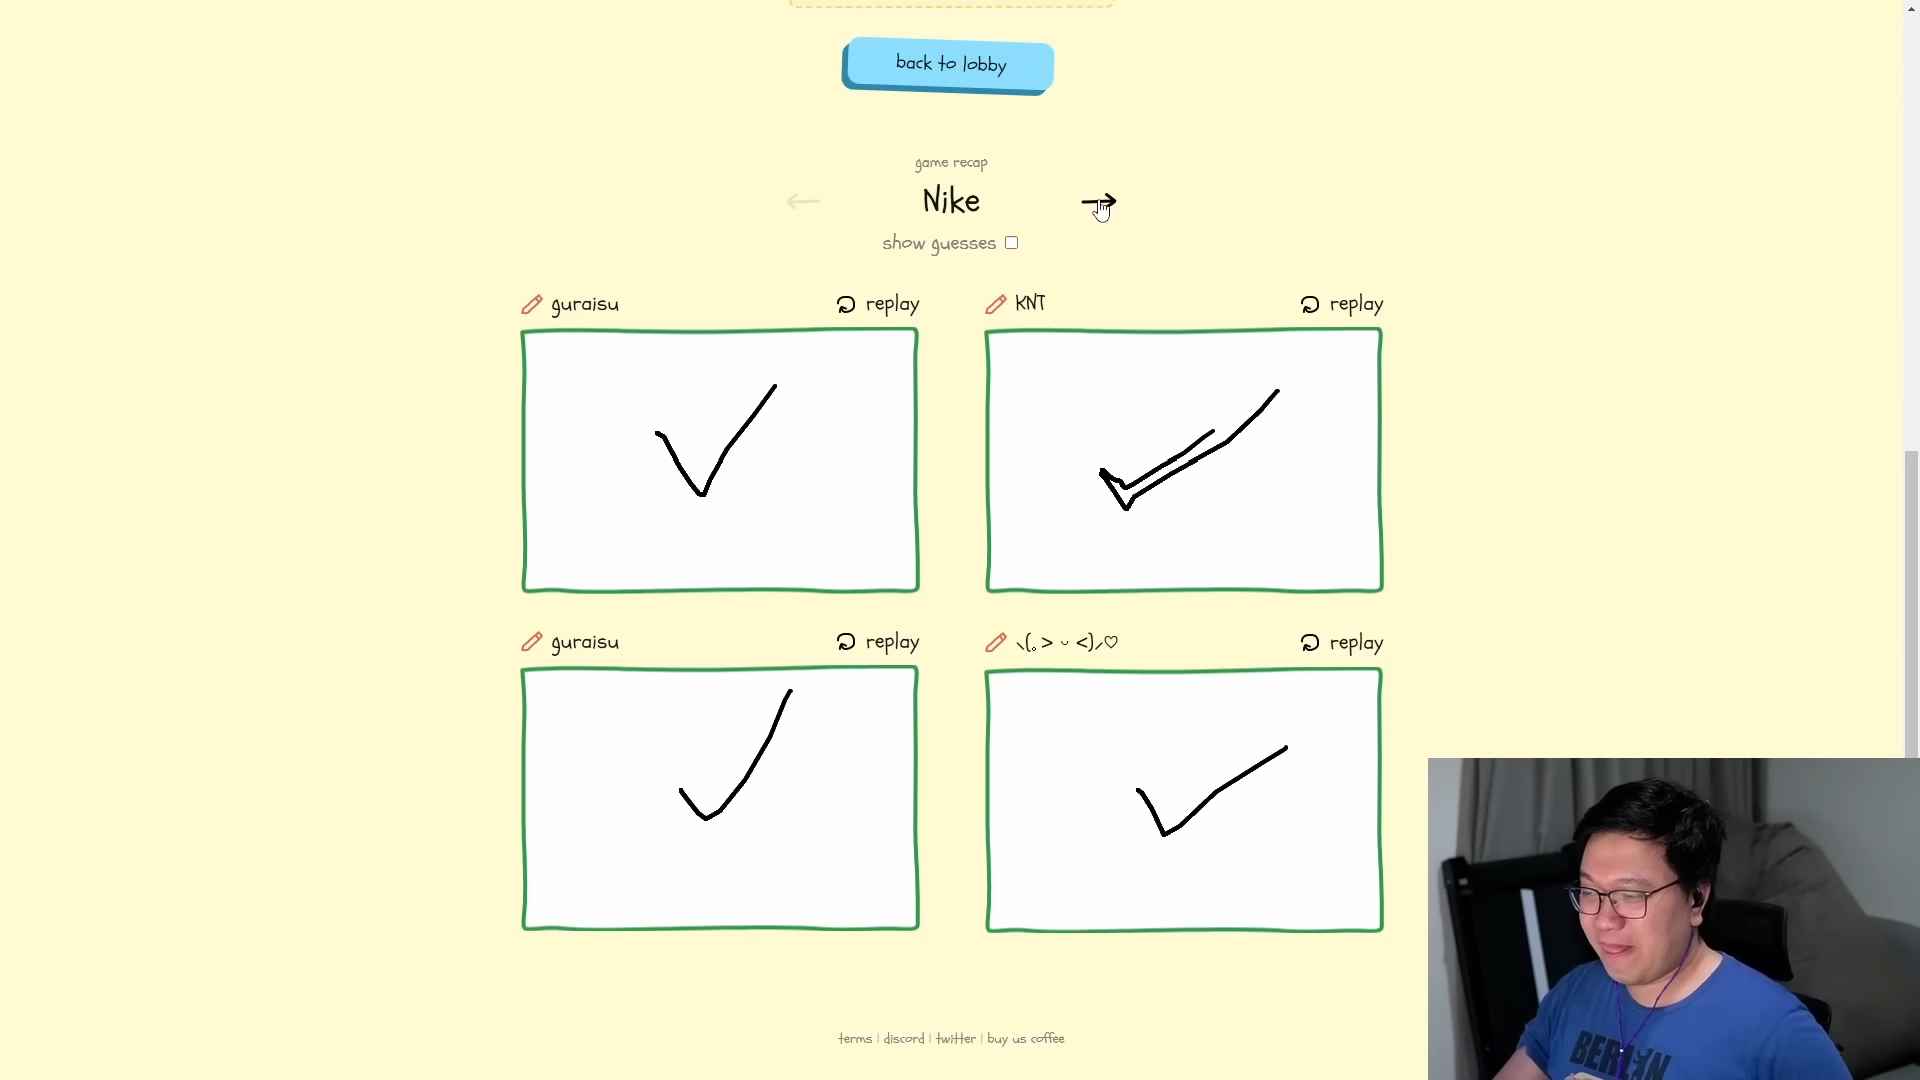 back to lobby
game recap
Nike
show guesses
guraisu
replay
KNT
replay
guraisu
replay
ヽ(｡ > ᵕ <)ノ♡
replay
terms | discord | twitter | buy us coffee
BERLIN